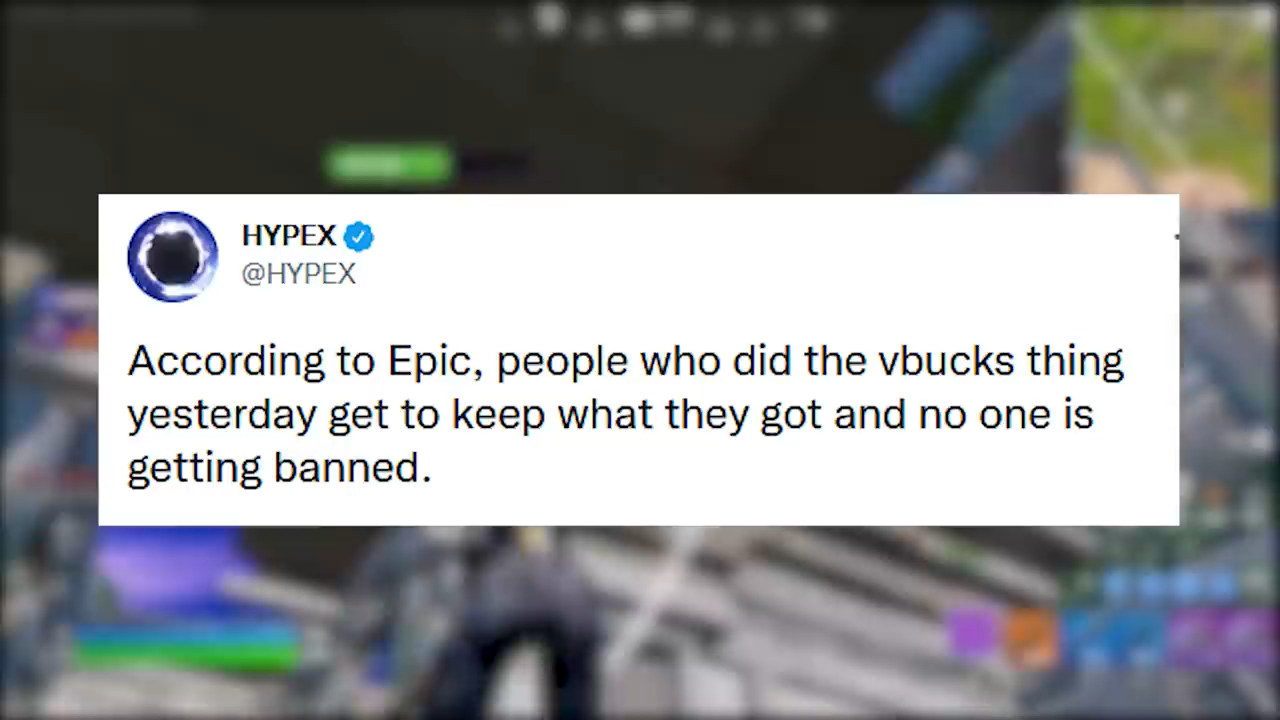 HYPEX
@HYPEX
According to Epic, people who did the vbucks thing
yesterday get to keep what they got and no one is
getting banned.